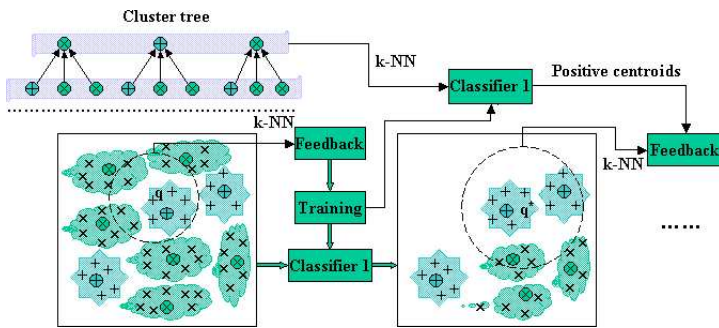 Cluster tree
k-NN
Classifier 1
Positive centroids
k-NN
Feedback
Feedback
k-NN
q
Training
q*
Classifier 1
......